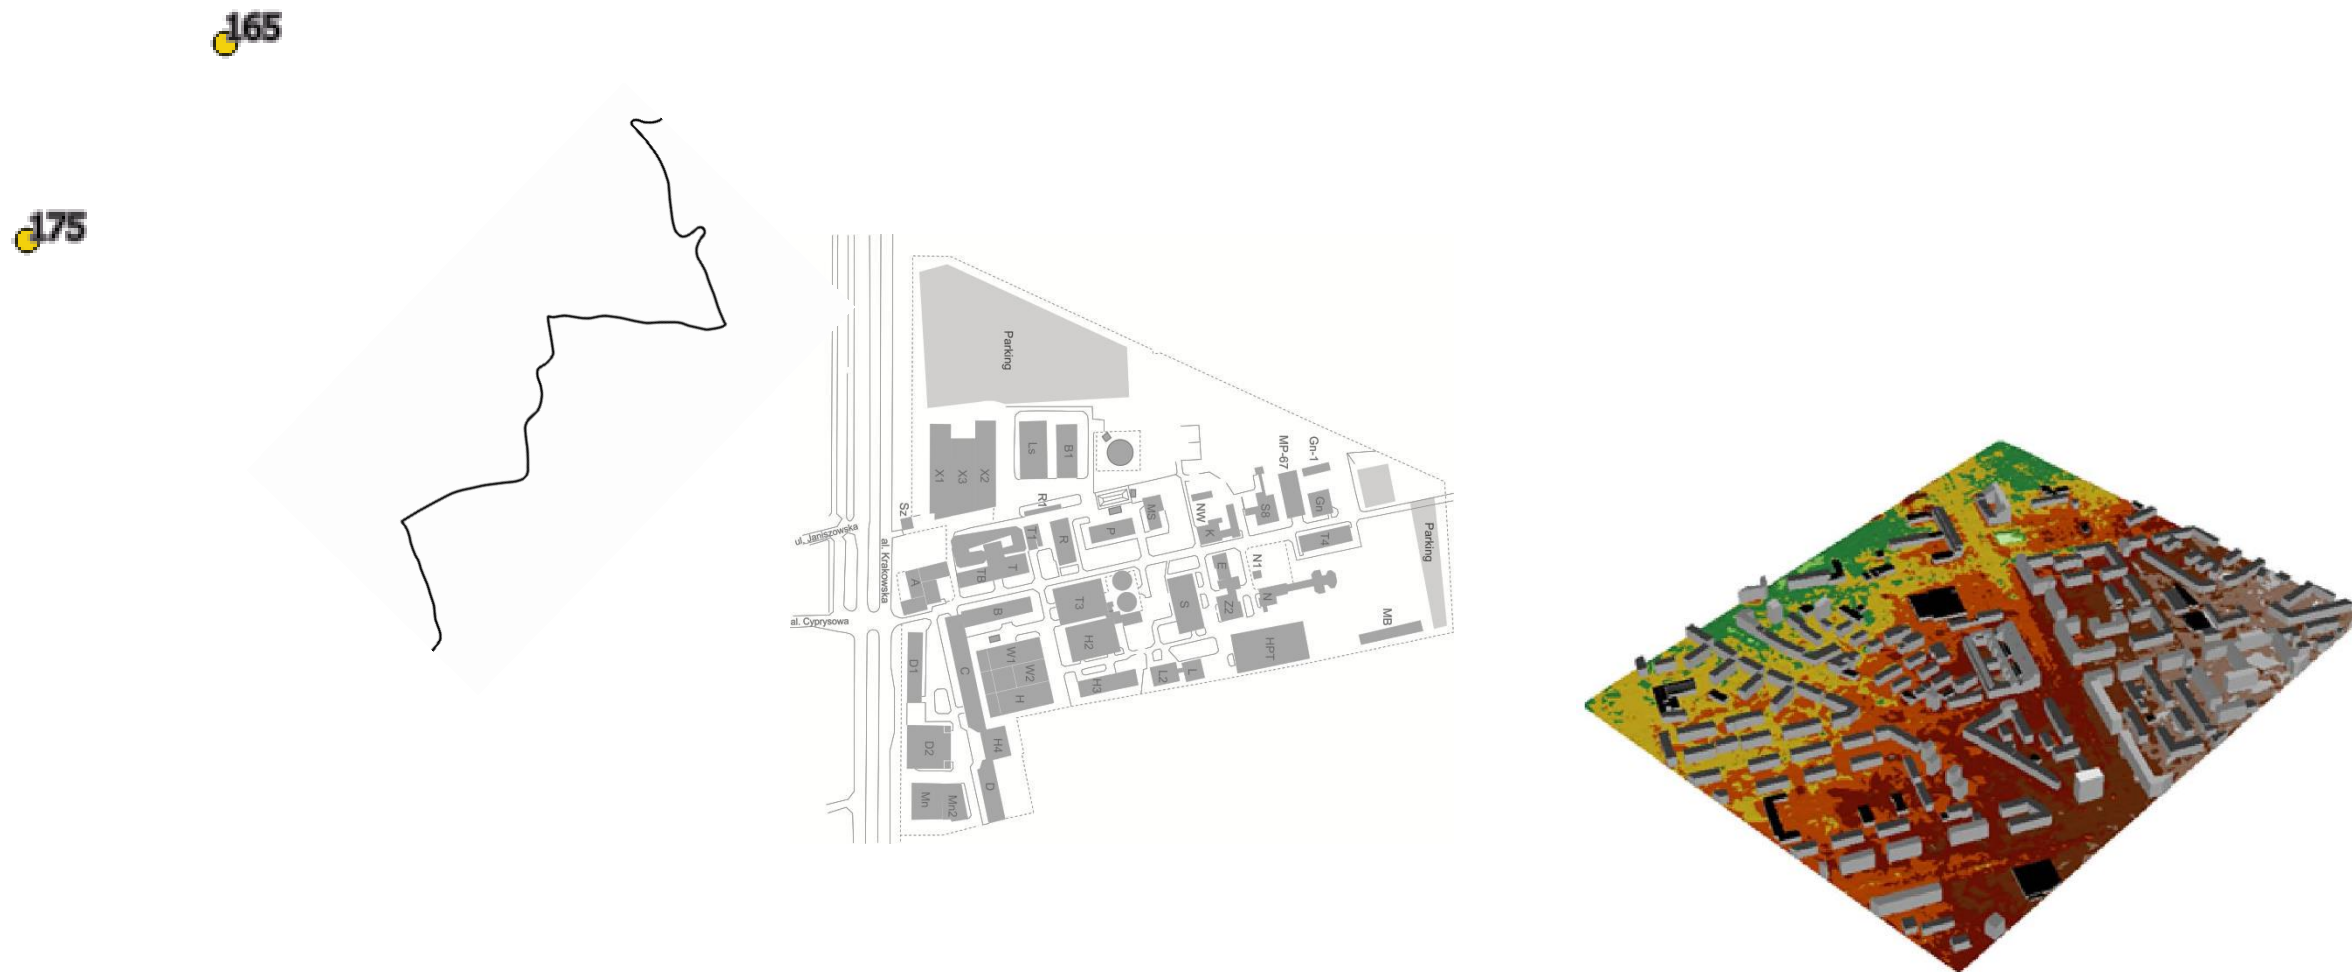 165
175
Parking
Ls
B1
X1
X3
X2
R1
Sz
MP-67
Gn-1
Gn
S8
NW
K
MS
P
R
T1
T
TB
A
T4
Parking
ul. Janiszowska
al. Krakowska
al. Cyprysowa
E
N1
N
Z2
S
T3
B
H2
C
W1
W2
H
HPT
MB
L
L2
H3
D1
D2
H4
D
Mn
Mn2